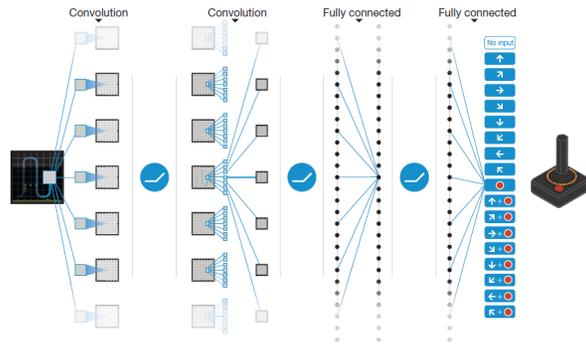 Convolution
Convolution
Fully connected
Fully connected
No input
+
+
+
+
+
+
+
+